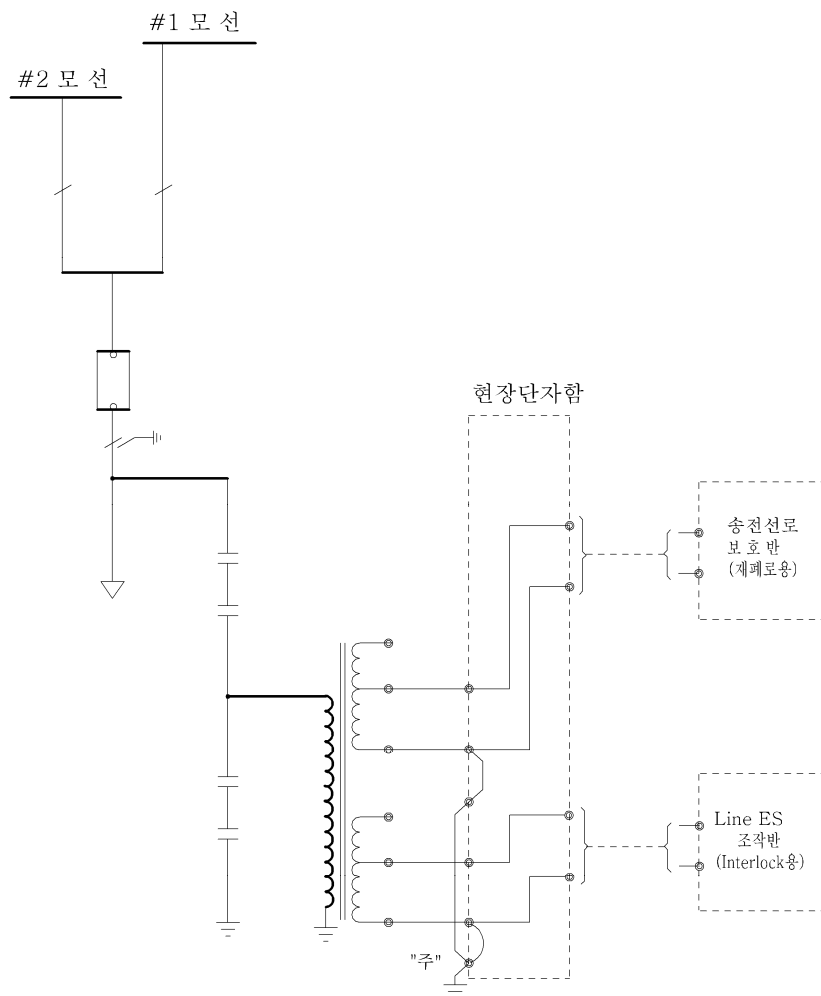 #1 모 선
#2 모 선
현장단자함
송전선로
보 호 반
(재폐로용)
Line ES
조작반
(Interlock용)
"주"